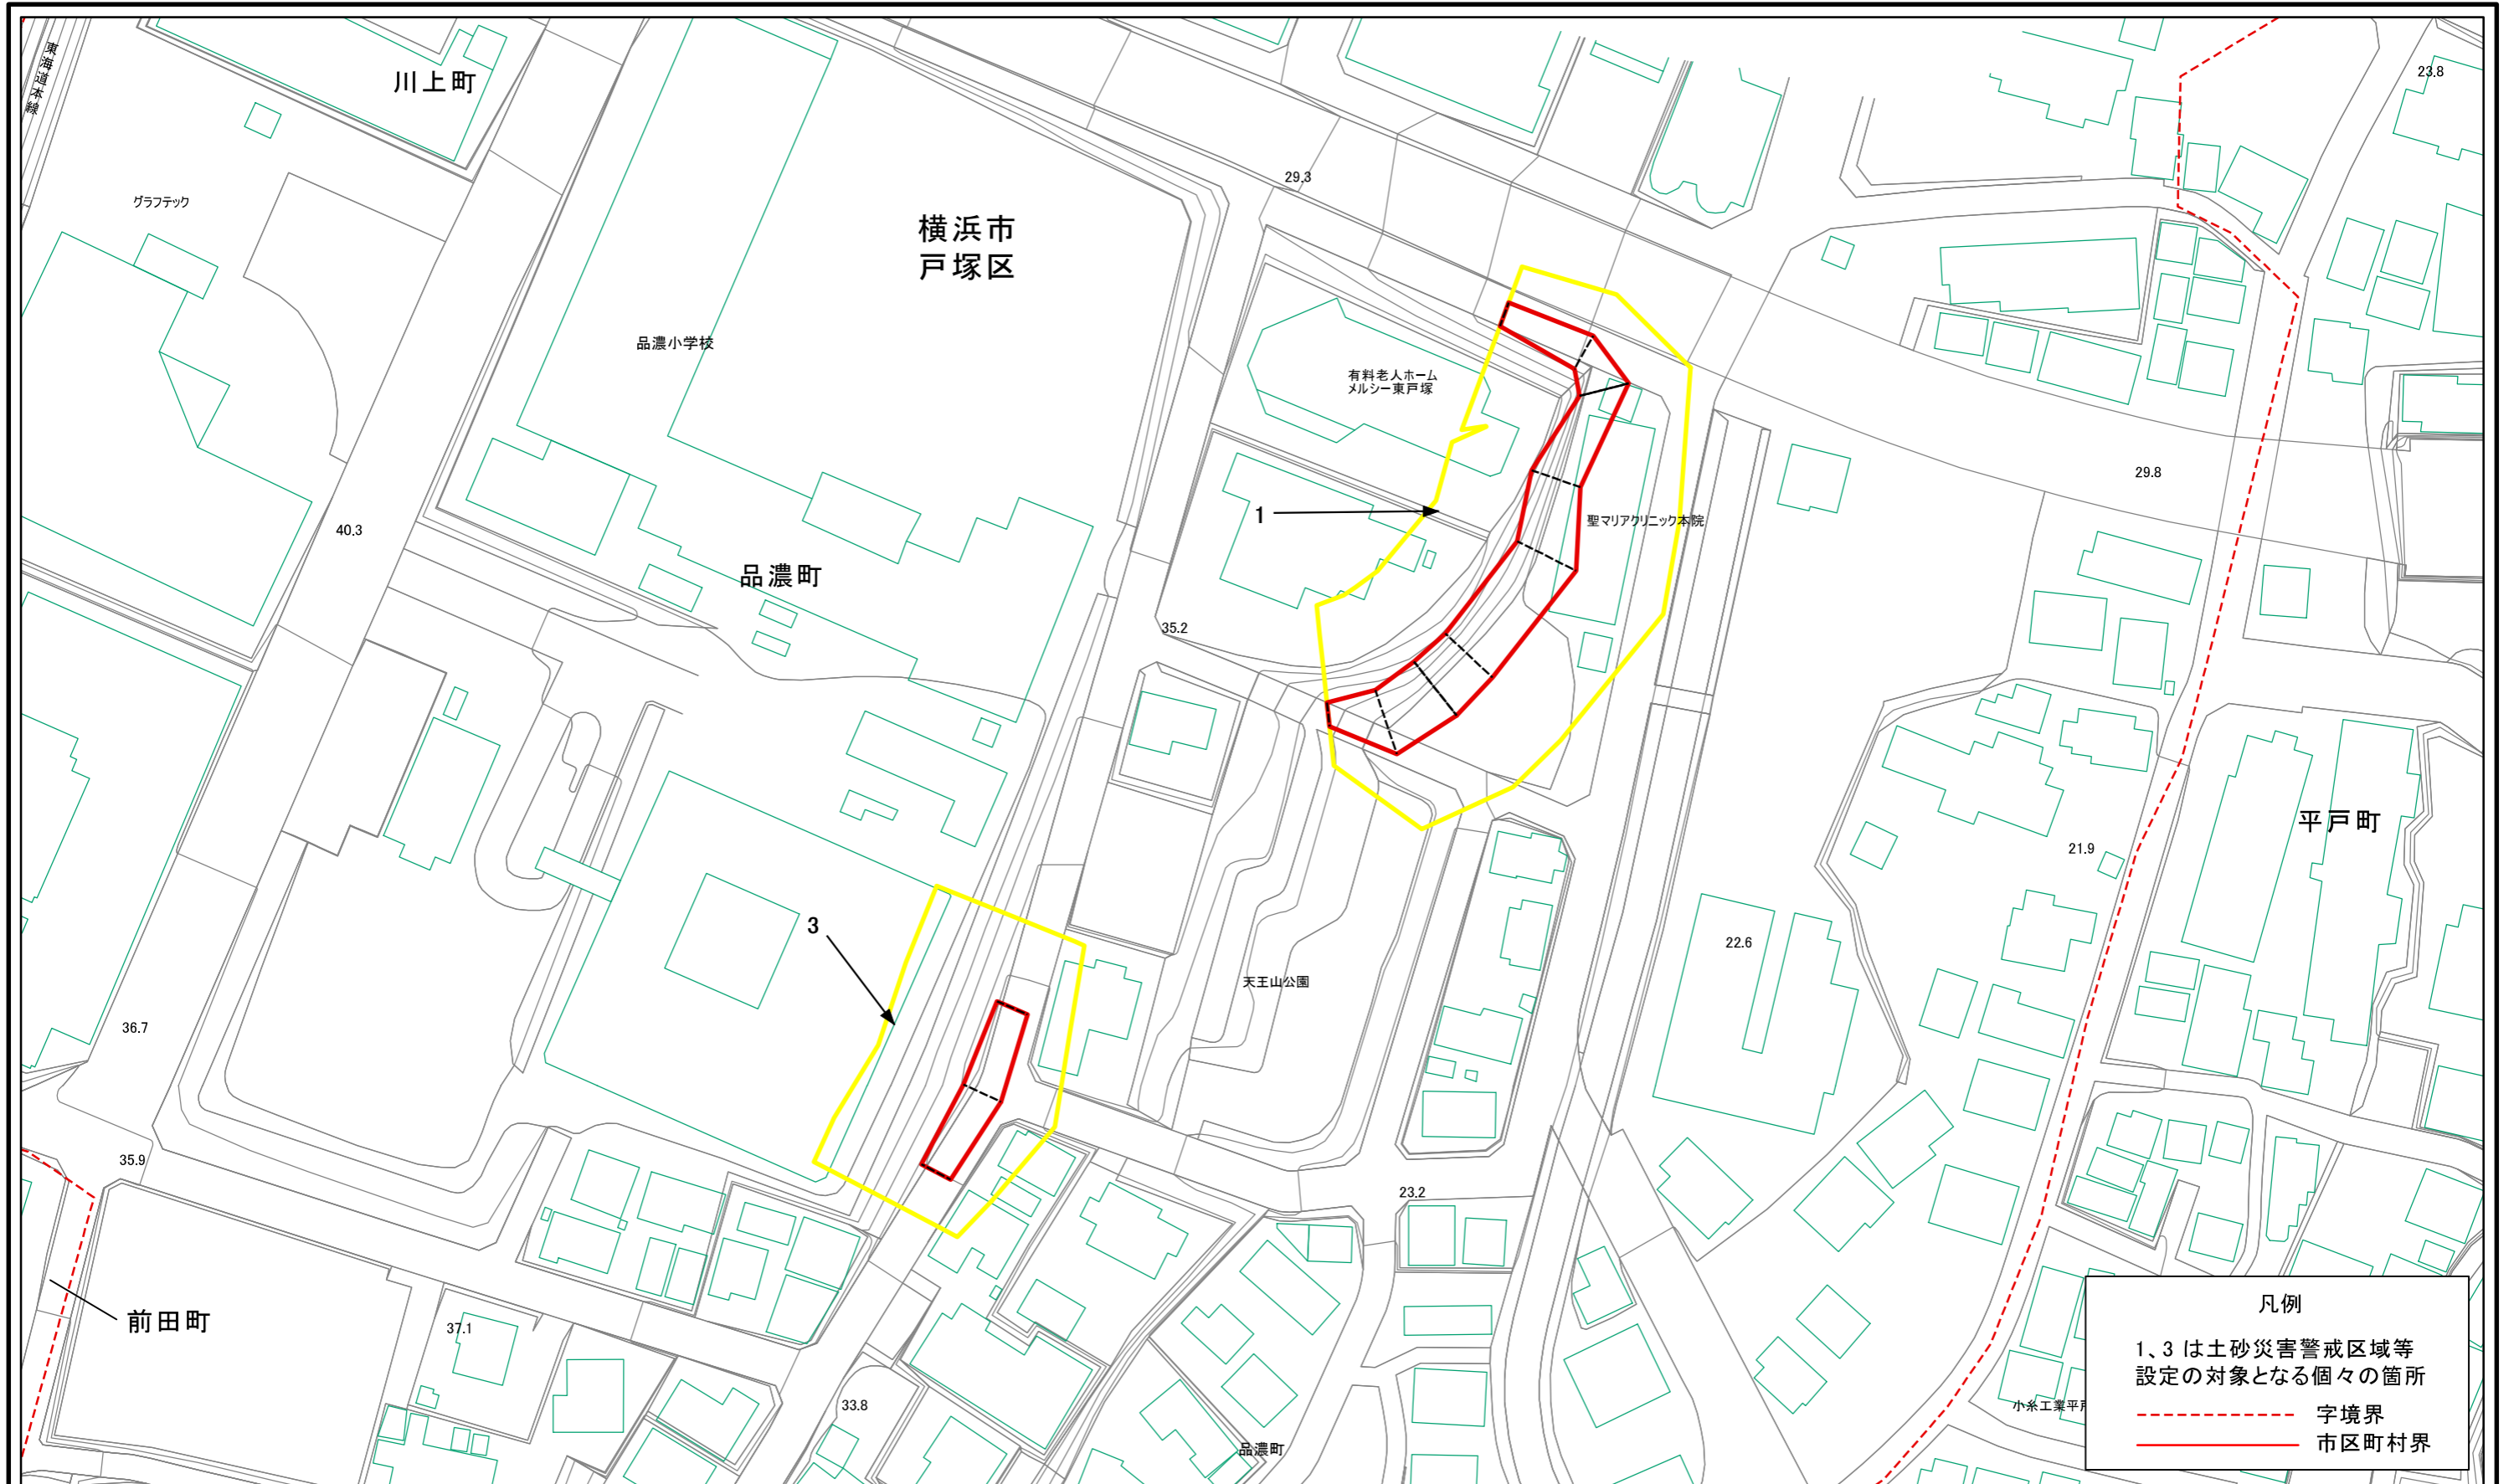 東海道本線
川上町
23.8
グラフテック
29.3
横浜市
戸塚区
品濃小学校
有料老人ホーム
メルシー東戸塚
29.8
1
聖マリアクリニック本院
40.3
品濃町
35.2
平戸町
21.9
3
22.6
天王山公園
36.7
35.9
23.2
前田町
37.1
33.8
品濃町
小糸工業平戸
凡例
1、3 は土砂災害警戒区域等
設定の対象となる個々の箇所
字境界
市区町村界